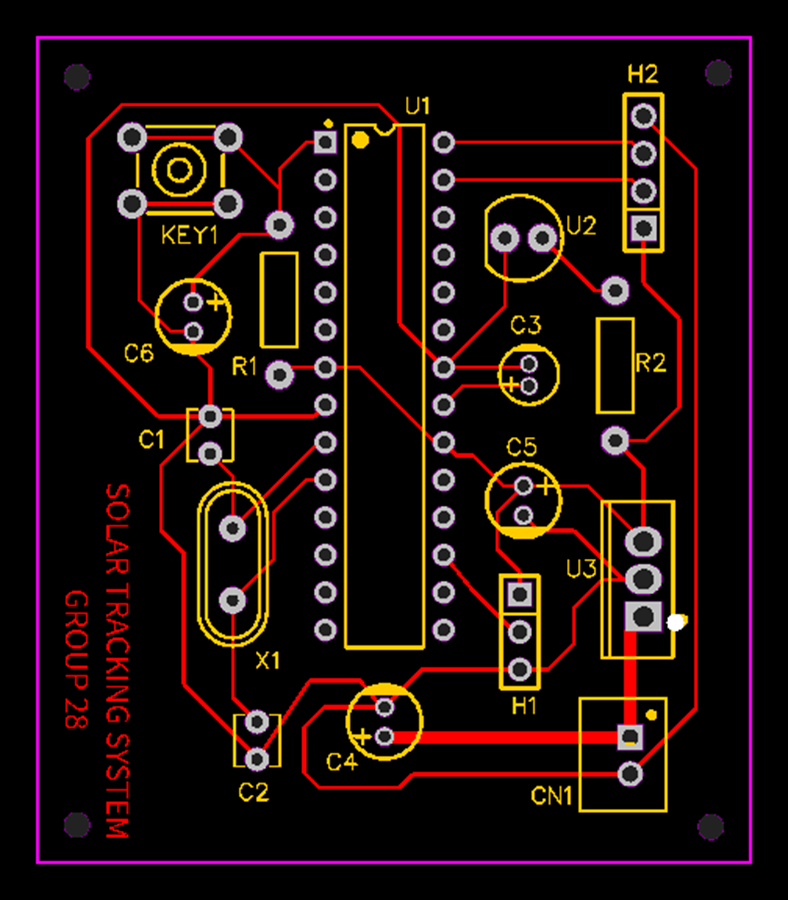 H2
U1
U2
KEY1
C3
C6
R1
R2
C1
C5
U3
X1
H1
C4
C2
CN1
SOLAR TRACKING SYSTEM
GROUP 28